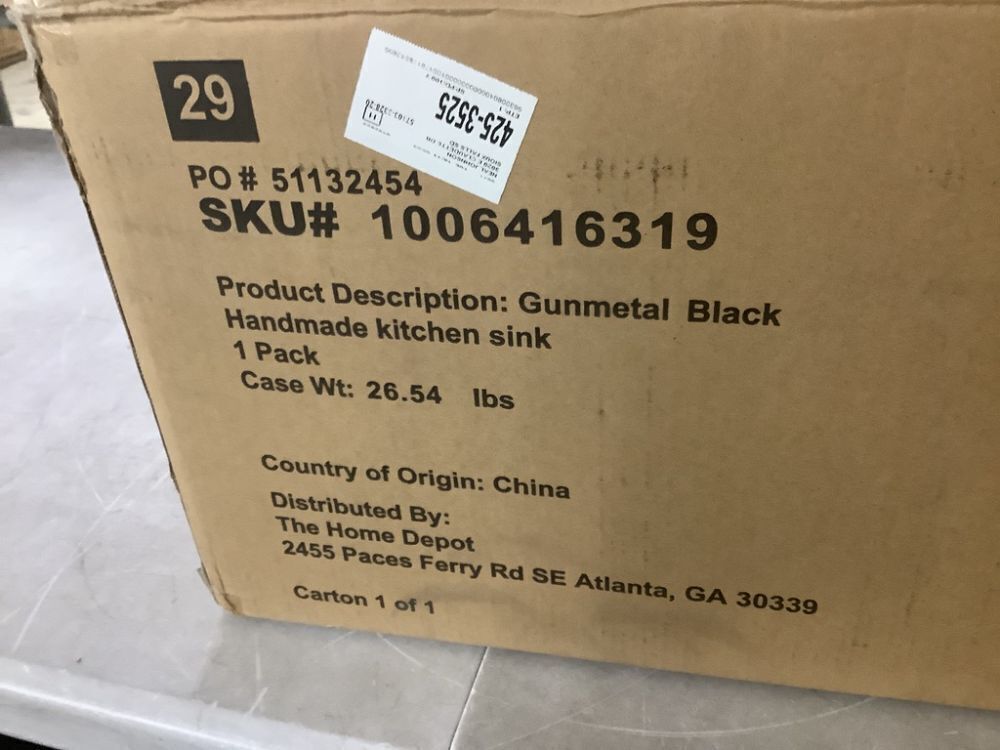 29
425-3525
PO # 51132454
SKU# 1006416319
Product Description: Gunmetal Black
Handmade kitchen sink
1 Pack
Case Wt: 26.54 lbs
Country of Origin: China
Distributed By:
The Home Depot
2455 Paces Ferry Rd SE Atlanta, GA 30339
Carton 1 of 1